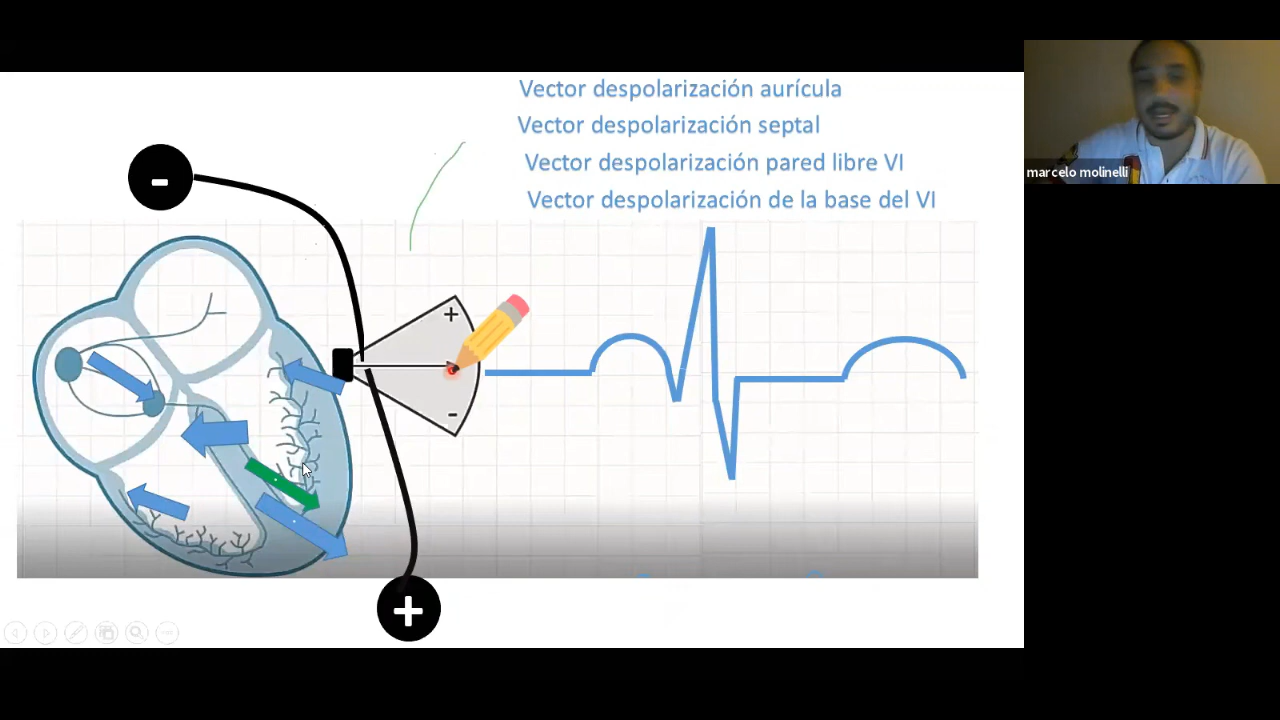 Vector despolarización aurícula
Vector despolarización septal
Vector despolarización pared libre VI
Vector despolarización de la base del VI
marcelo molinelli
-
+
-
+